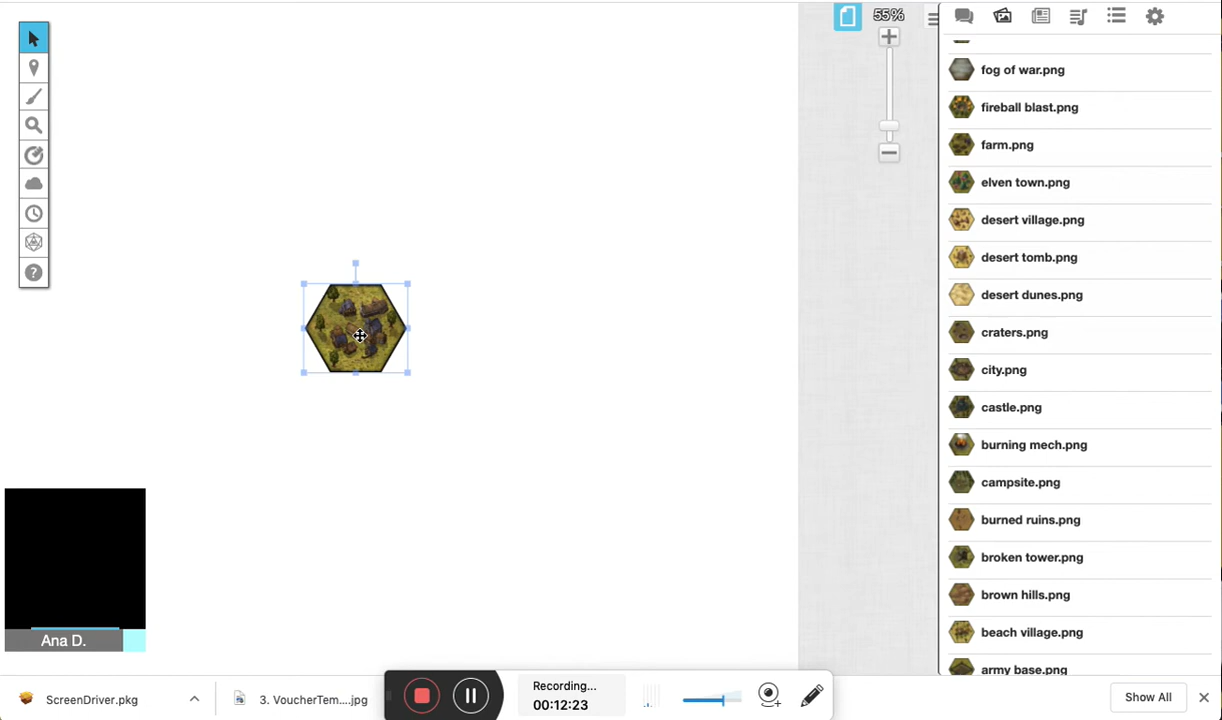 55%
fog of war.png
fireball blast.png
farm.png
elven town.png
desert village.png
desert tomb.png
desert dunes.png
craters.png
city.png
castle.png
burning mech.png
campsite.png
burned ruins.png
broken tower.png
brown hills.png
beach village.png
army base.png
Ana D.
ScreenDriver.pkg
3. VoucherTem....jpg
Recording...
00:12:23
Show All